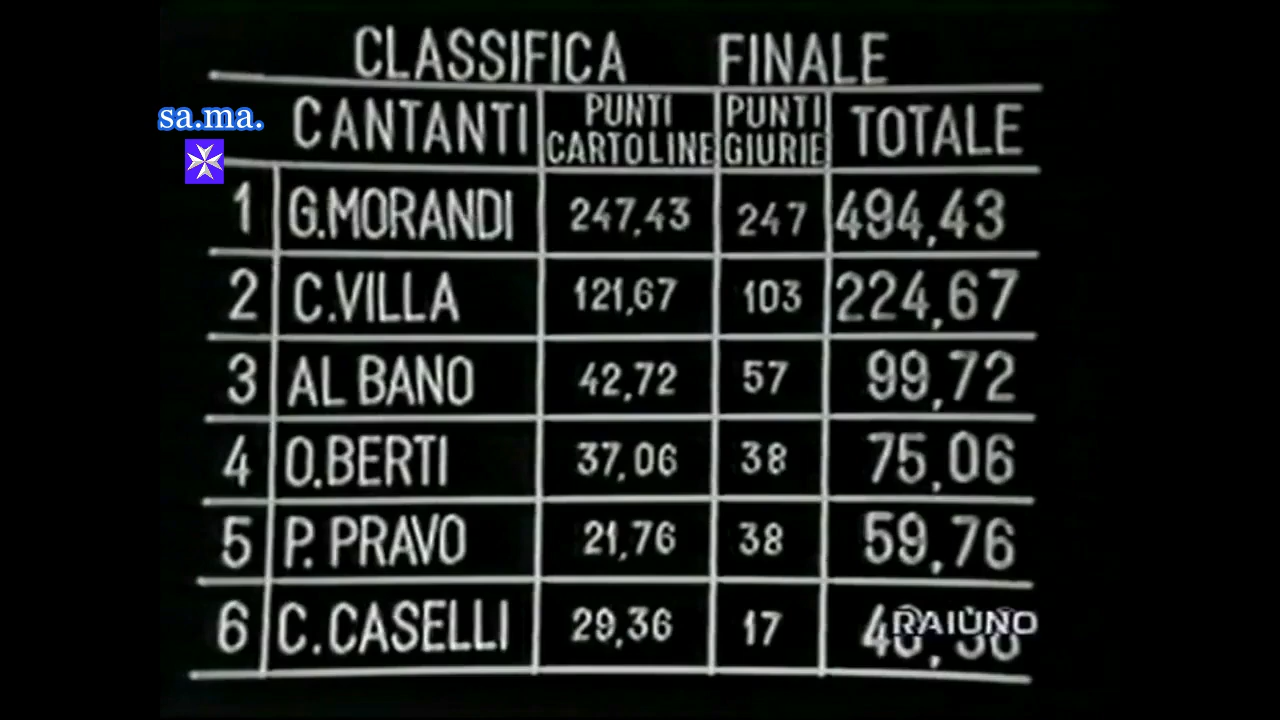 CLASSIFICA FINALE
sa.ma.
CANTANTI PUNTI CARTOLINE PUNTI GIURIE TOTALE
1 G.MORANDI 247,43 247 494,43
2 C.VILLA 121,67 103 224,67
3 AL BANO 42,72 57 99,72
4 O.BERTI 37,06 38 75,06
5 P. PRAVO 21,76 38 59,76
6 C.CASELLI 29,36 17
RAIUNO